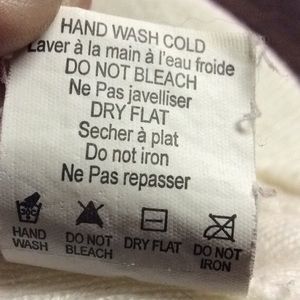 HAND WASH COLD
Laver à la main à l'eau froide
DO NOT BLEACH
Ne Pas javelliser
DRY FLAT
Secher à plat
Do not iron
Ne Pas repasser
HAND WASH
DO NOT BLEACH
DRY FLAT
DO NOT IRON